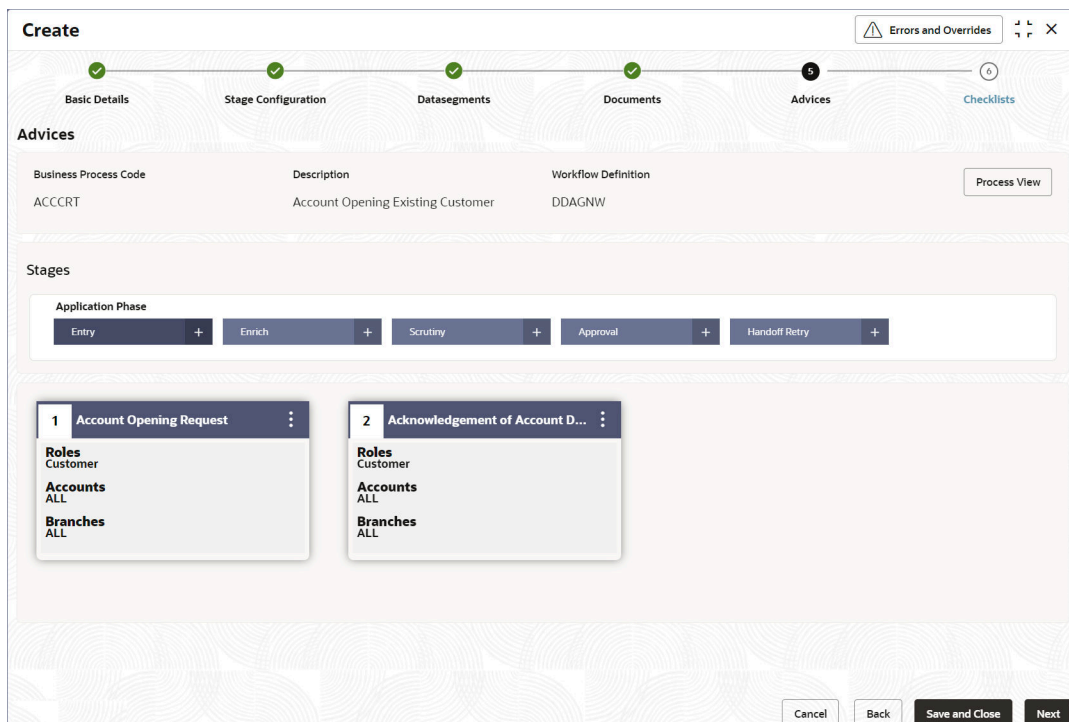 Create
Errors and Overrides
5
6
Basic Details
Stage Configuration
Datasegments
Documents
Advices
Checklists
Advices
Business Process Code
Description
Workflow Definition
Process View
ACCCRT
Account Opening Existing Customer
DDAGNW
Stages
Application Phase
Entry +
Enrich +
Scrutiny +
Approval +
Handoff Retry +
1 Account Opening Request
Roles
Customer
Accounts
ALL
Branches
ALL
2 Acknowledgement of Account D...
Roles
Customer
Accounts
ALL
Branches
ALL
Cancel
Back
Save and Close
Next